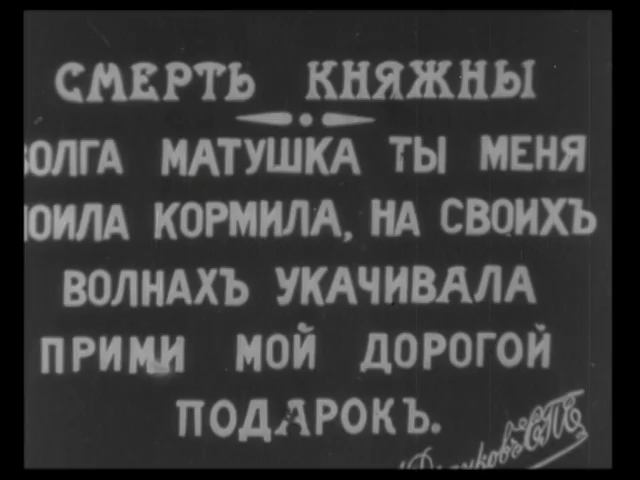 СМЕРТЬ КНЯЖНЫ
ВОЛГА МАТУШКА ТЫ МЕНЯ
ПОИЛА КОРМИЛА, НА СВОИХЪ
ВОЛНАХЪ УКАЧИВАЛА
ПРИМИ МОЙ ДОРОГОЙ
ПОДАРОКЪ.